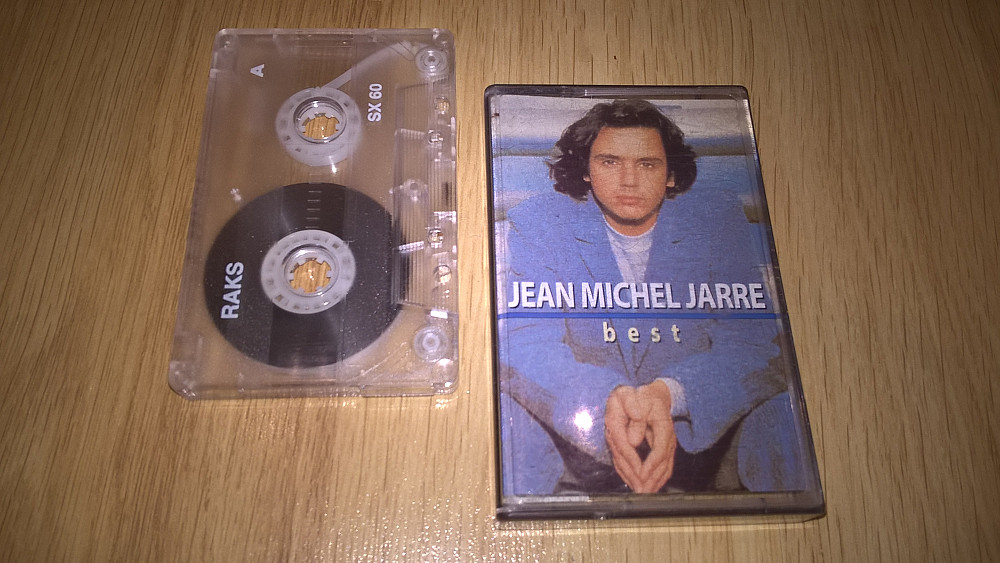 A
SX 60
RAKS
JEAN MICHEL JARRE
best